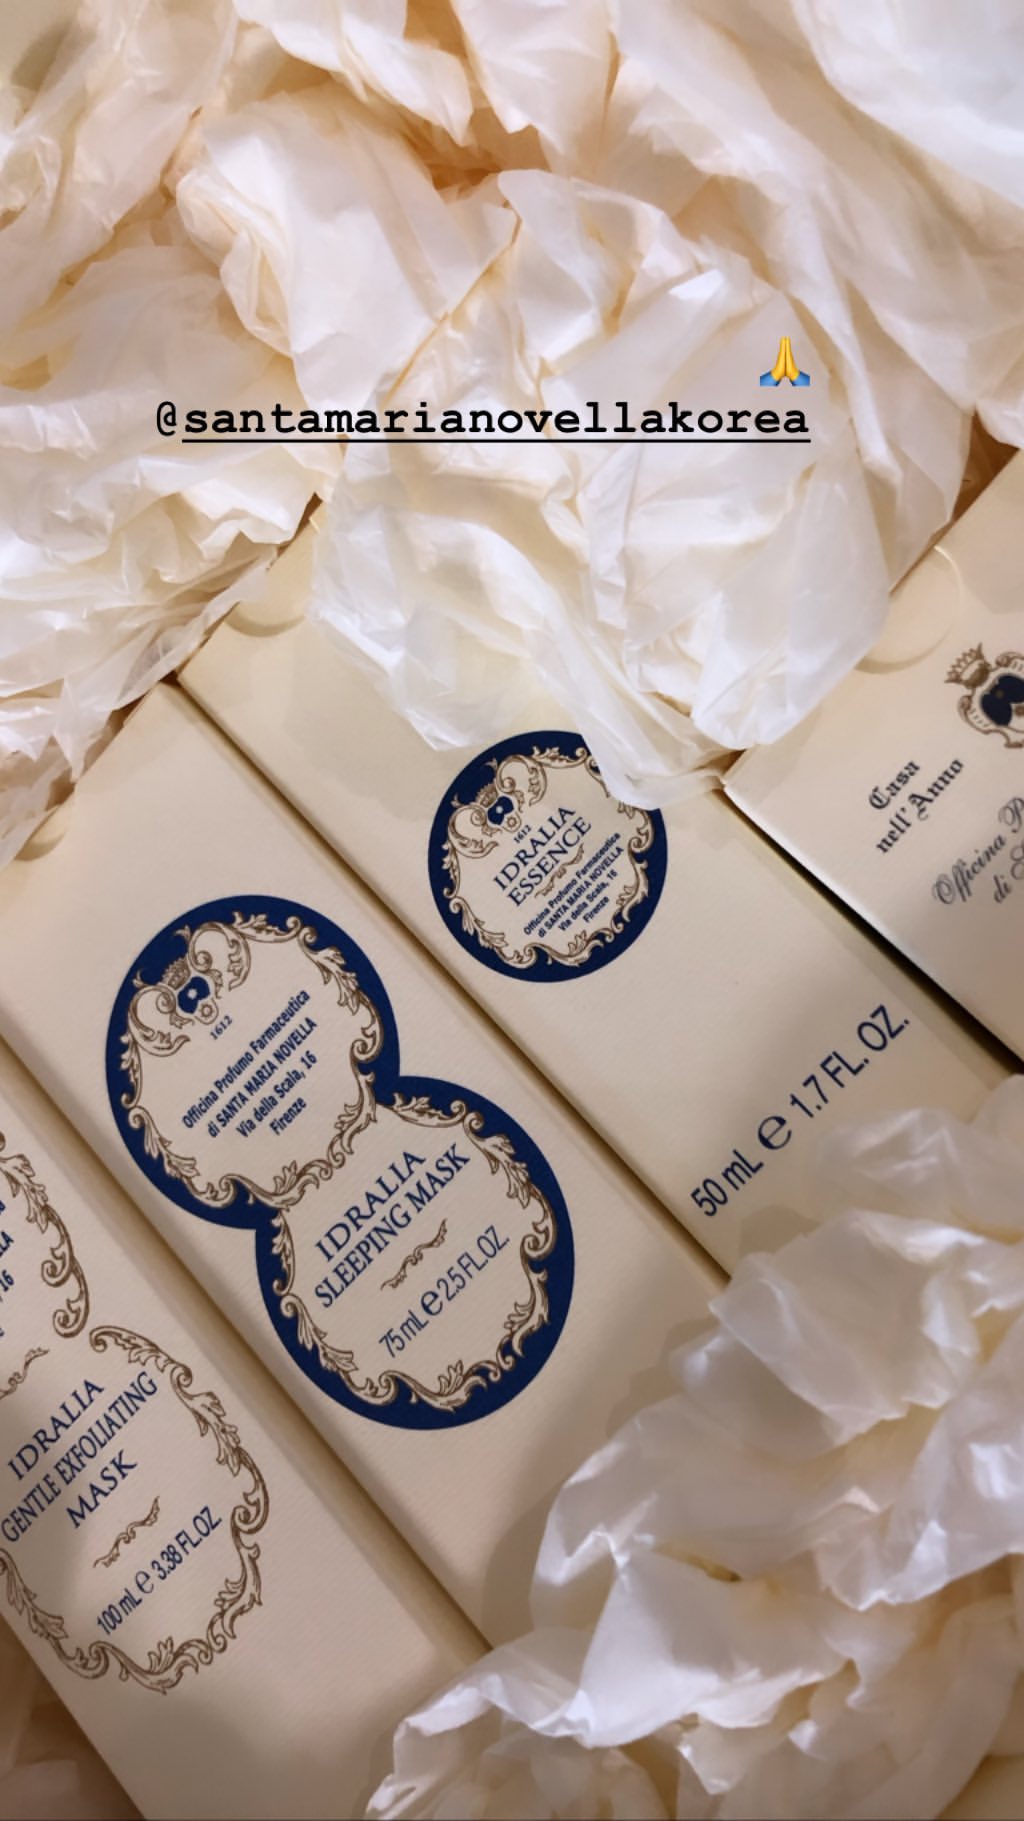 🙏
@santamarianovellakorea
Casa
nell'Anno
Officina
di
1612
IDRALIA
ESSENCE
Officina Profumo Farmaceutica
di SANTA MARIA NOVELLA
Via della Scala, 16
Firenze
50 mL e 1.7 FL. OZ.
1612
Officina Profumo Farmaceutica
di SANTA MARIA NOVELLA
Via della Scala, 16
Firenze
IDRALIA
SLEEPING MASK
75 mL e 2.5 FL.OZ.
16
IDRALIA
GENTLE EXFOLIATING
MASK
100 mL e 3.38 FL.OZ